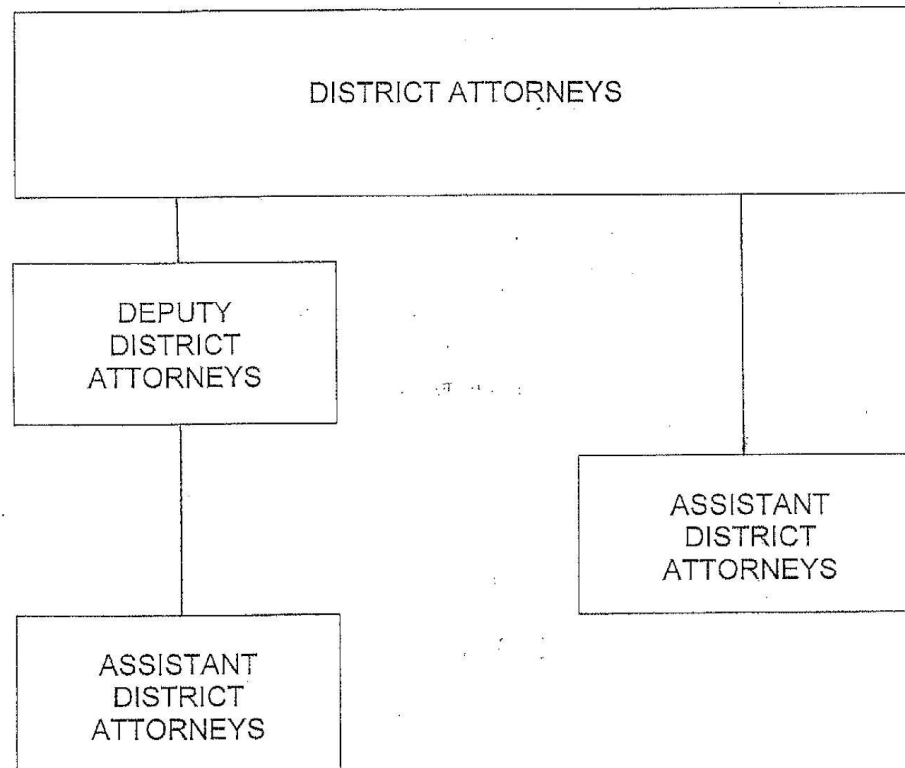 DISTRICT ATTORNEYS
DEPUTY
DISTRICT
ATTORNEYS
ASSISTANT
DISTRICT
ATTORNEYS
ASSISTANT
DISTRICT
ATTORNEYS